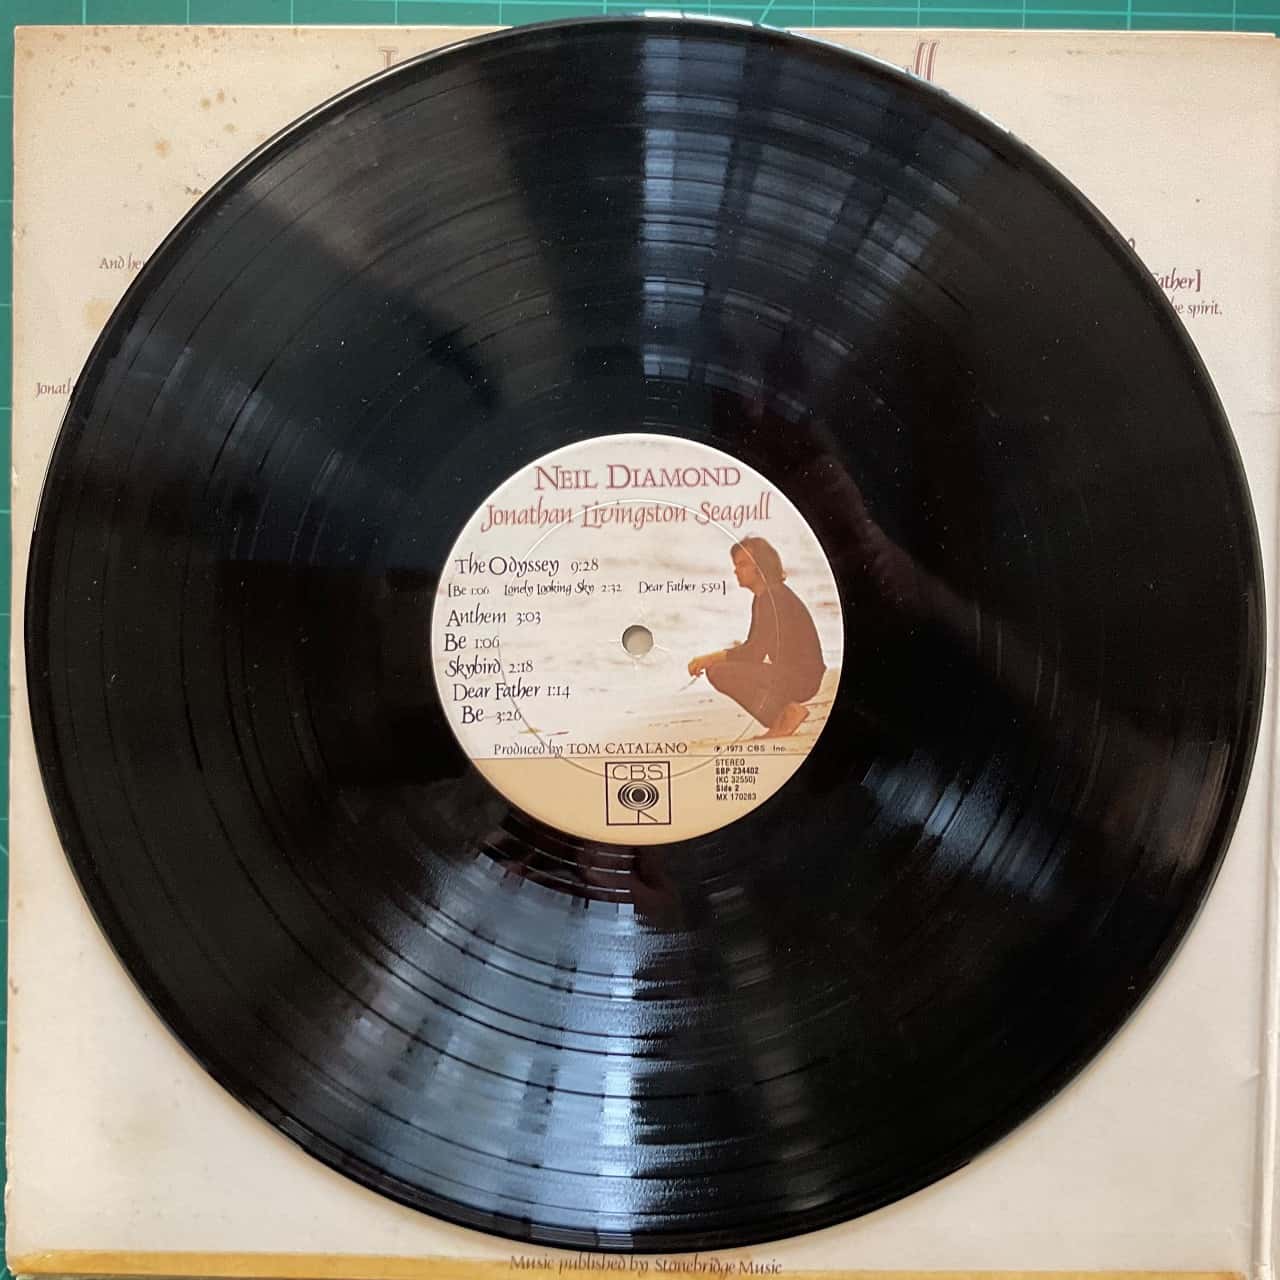 And her
ather]
e spirit.
Jonath
NEIL DIAMOND
Jonathan Livingston Seagull
The Odyssey 9:28
[Be 1:06 Lonely Looking Sky 2:32 Dear Father 5:50]
Anthem 3:03
Be 1:06
Skybird 2:18
Dear Father 1:14
Be 3:26
Produced by TOM CATALANO
℗ 1973 CBS Inc.
CBS
STEREO
SBP 234402
(KC 32550)
Side 2
MX 170263
Music published by Stonebridge Music